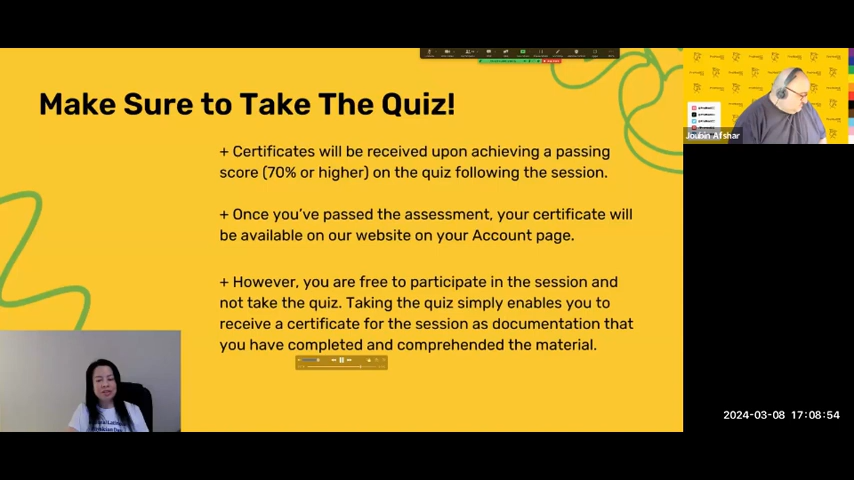 Make Sure to Take The Quiz!
+ Certificates will be received upon achieving a passing
score (70% or higher) on the quiz following the session.
+ Once you've passed the assessment, your certificate will
be available on our website on your Account page.
+ However, you are free to participate in the session and
not take the quiz. Taking the quiz simply enables you to
receive a certificate for the session as documentation that
you have completed and comprehended the material.
Joubin Afshar
2024-03-08 17:08:54